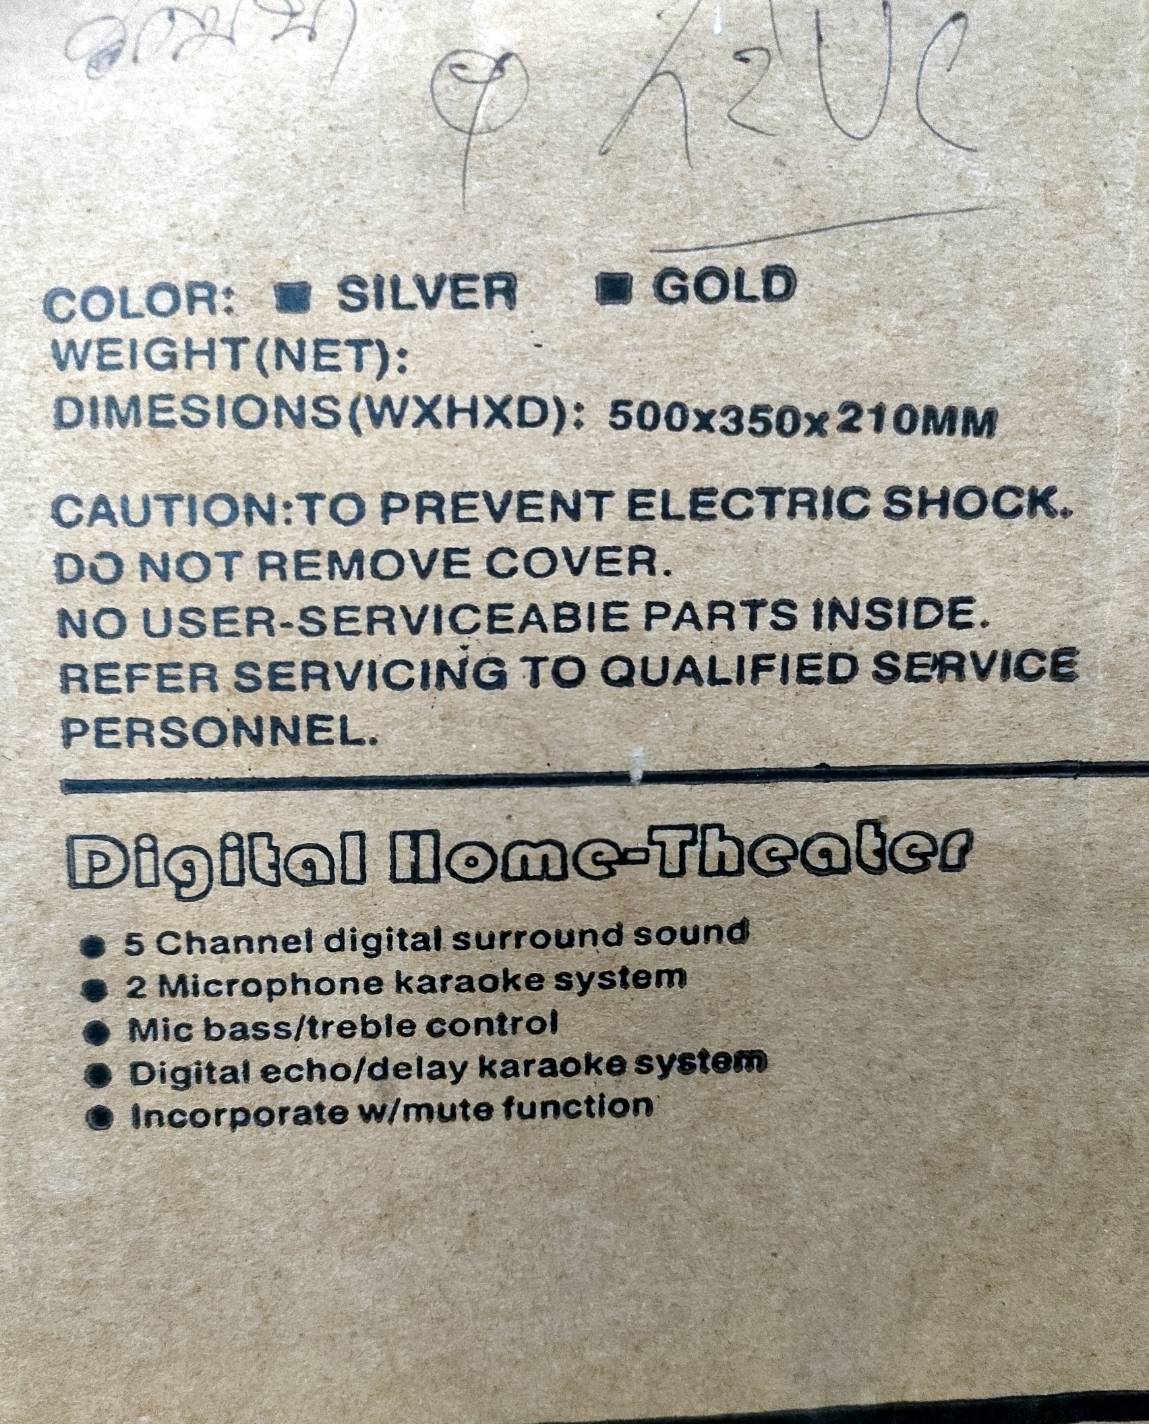 COLOR: ■ SILVER ■ GOLD
WEIGHT(NET):
DIMESIONS(WXHXD): 500x350x210MM
CAUTION:TO PREVENT ELECTRIC SHOCK.
DO NOT REMOVE COVER.
NO USER-SERVICEABIE PARTS INSIDE.
REFER SERVICING TO QUALIFIED SERVICE
PERSONNEL.
Digital Home-Theater
● 5 Channel digital surround sound
● 2 Microphone karaoke system
● Mic bass/treble control
● Digital echo/delay karaoke system
● Incorporate w/mute function